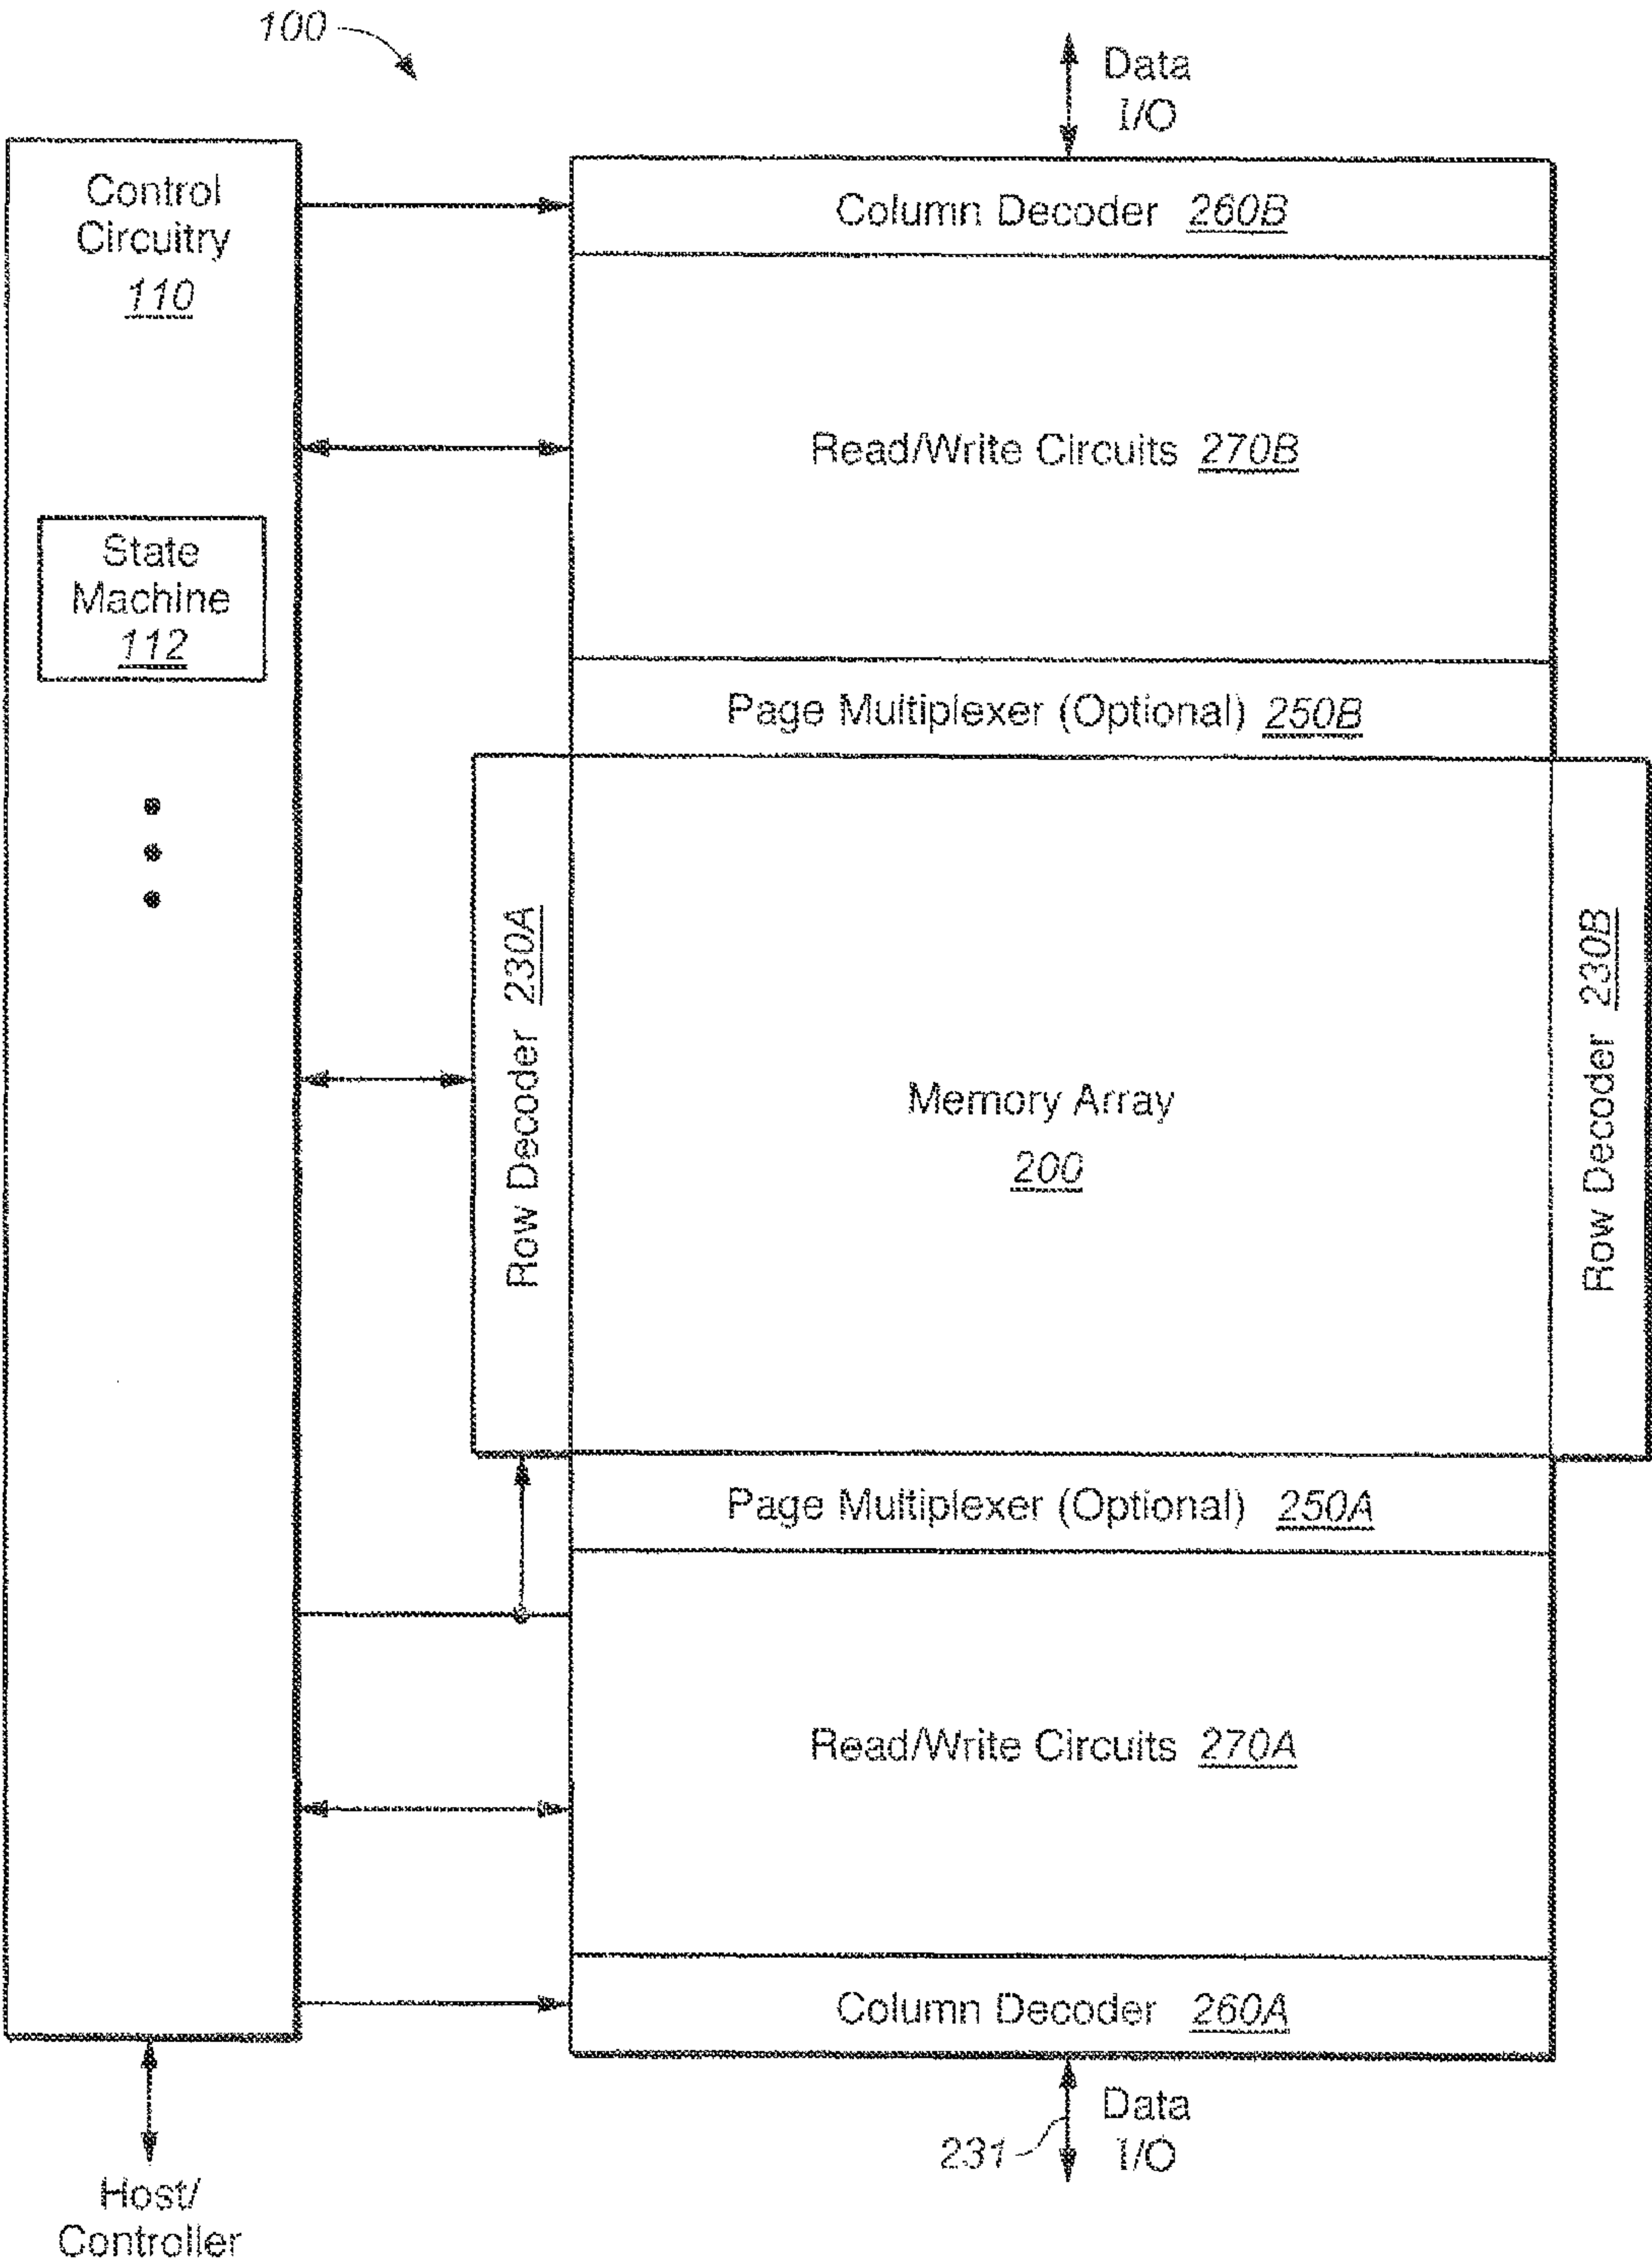 100
Data
I/O
Control
Circuitry
110
Column Decoder 260B
Read/Write Circuits 270B
State
Machine
112
Page Multiplexer (Optional) 250B
Row Decoder 230A
Memory Array
200
Row Decoder 230B
Page Multiplexer (Optional) 250A
Read/Write Circuits 270A
Column Decoder 260A
231
Data
I/O
Host/
Controller